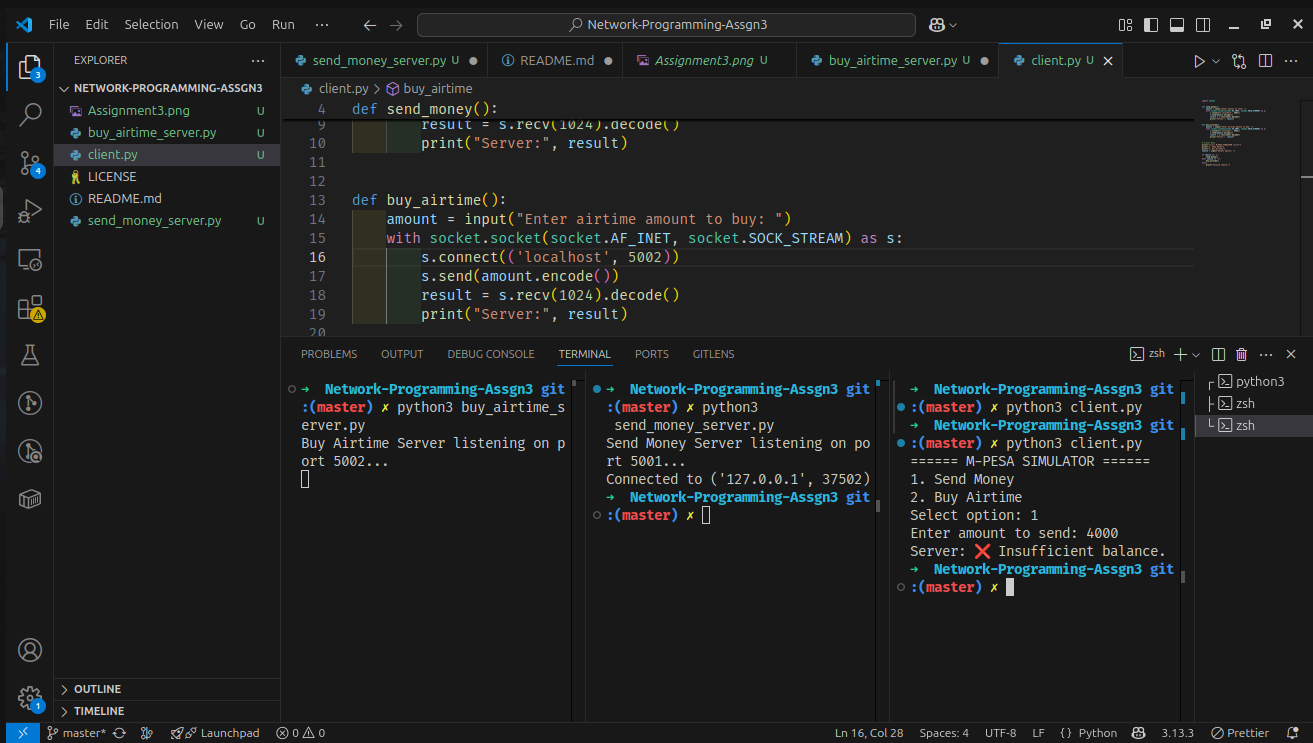 File Edit Selection View Go Run ··· Network-Programming-Assgn3
EXPLORER ···
NETWORK-PROGRAMMING-ASSGN3
Assignment3.png U
buy_airtime_server.py U
client.py U
LICENSE
README.md
send_money_server.py U
OUTLINE
TIMELINE
3
4
1
send_money_server.py U README.md Assignment3.png U buy_airtime_server.py U client.py U
client.py > buy_airtime
4 def send_money():
9 result = s.recv(1024).decode()
10 print("Server:", result)
11
12
13 def buy_airtime():
14 amount = input("Enter airtime amount to buy: ")
15 with socket.socket(socket.AF_INET, socket.SOCK_STREAM) as s:
16 s.connect(('localhost', 5002))
17 s.send(amount.encode())
18 result = s.recv(1024).decode()
19 print("Server:", result)
20
PROBLEMS OUTPUT DEBUG CONSOLE TERMINAL PORTS GITLENS zsh
➜ Network-Programming-Assgn3 git
:(master) ✗ python3 buy_airtime_s
erver.py
Buy Airtime Server listening on p
ort 5002...
➜ Network-Programming-Assgn3 git
:(master) ✗ python3
send_money_server.py
Send Money Server listening on po
rt 5001...
Connected to ('127.0.0.1', 37502)
➜ Network-Programming-Assgn3 git
:(master) ✗
➜ Network-Programming-Assgn3 git
:(master) ✗ python3 client.py
➜ Network-Programming-Assgn3 git
:(master) ✗ python3 client.py
====== M-PESA SIMULATOR ======
1. Send Money
2. Buy Airtime
Select option: 1
Enter amount to send: 4000
Server: ❌ Insufficient balance.
➜ Network-Programming-Assgn3 git
:(master) ✗
python3
zsh
zsh
master* Launchpad 0 0 Ln 16, Col 28 Spaces: 4 UTF-8 LF {} Python 3.13.3 Prettier